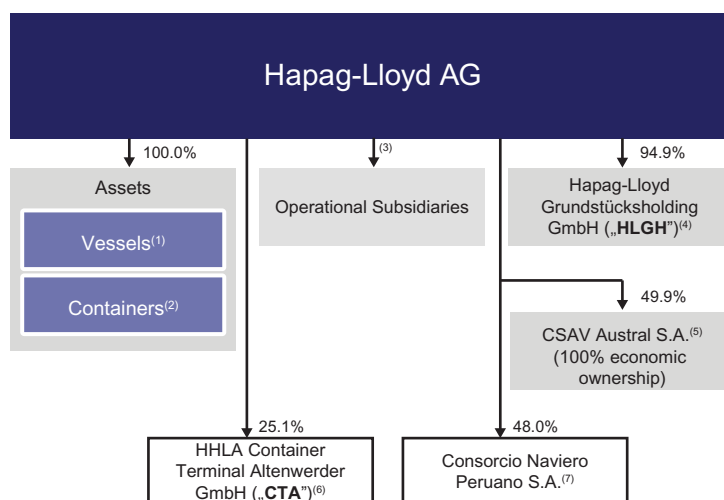 Hapag-Lloyd AG
100.0%
(3)
94.9%
Assets
Vessels(1)
Containers(2)
Operational Subsidiaries
Hapag-Lloyd
Grundstücksholding
GmbH („HLGH”)(4)
49.9%
CSAV Austral S.A.(5)
(100% economic
ownership)
25.1%
48.0%
HHLA Container
Terminal Altenwerder
GmbH („CTA”)(6)
Consorcio Naviero
Peruano S.A.(7)